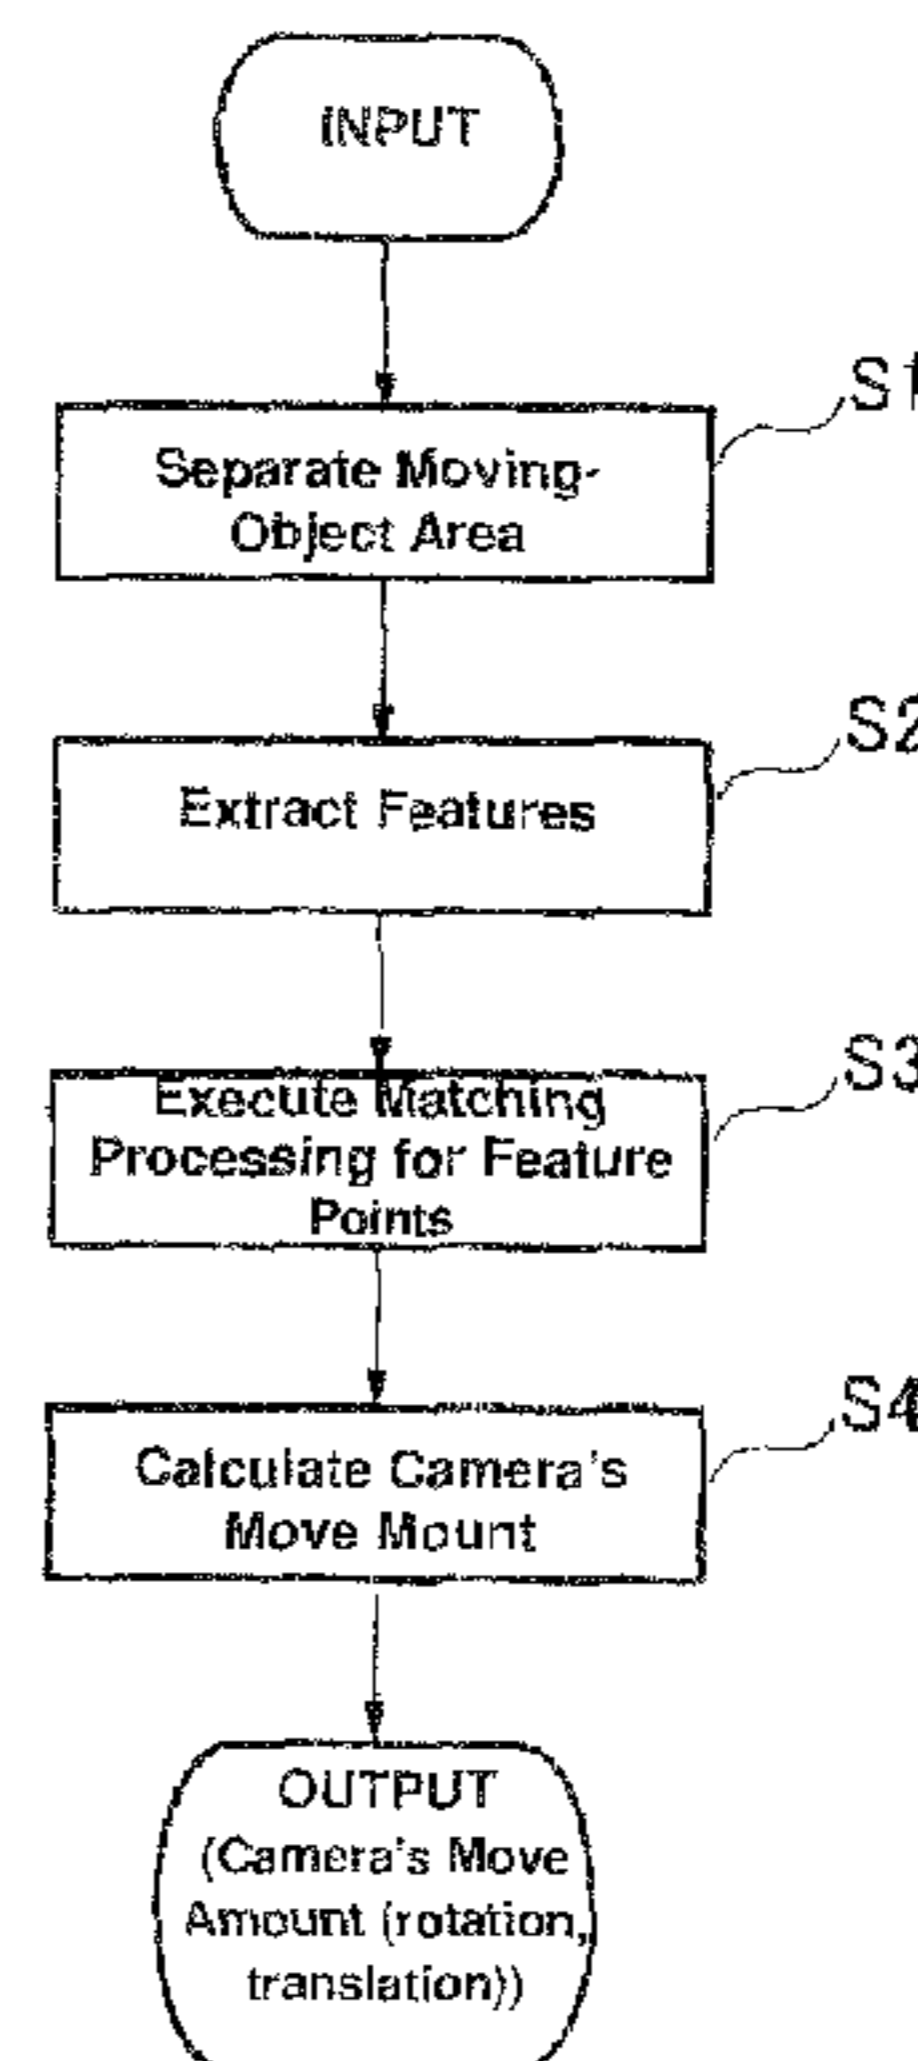 INPUT
S1
Separate Moving-
Object Area
S2
Extract Features
S3
Execute Matching
Processing for Feature
Points
S4
Calculate Camera's
Move Mount
OUTPUT
(Camera's Move
Amount (rotation,
translation))